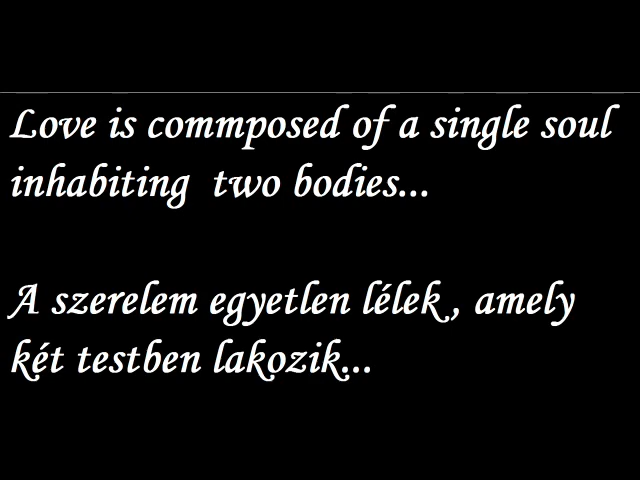 Love is commposed of a single soul
inhabiting two bodies...
A szerelem egyetlen lélek , amely
két testben lakozik...